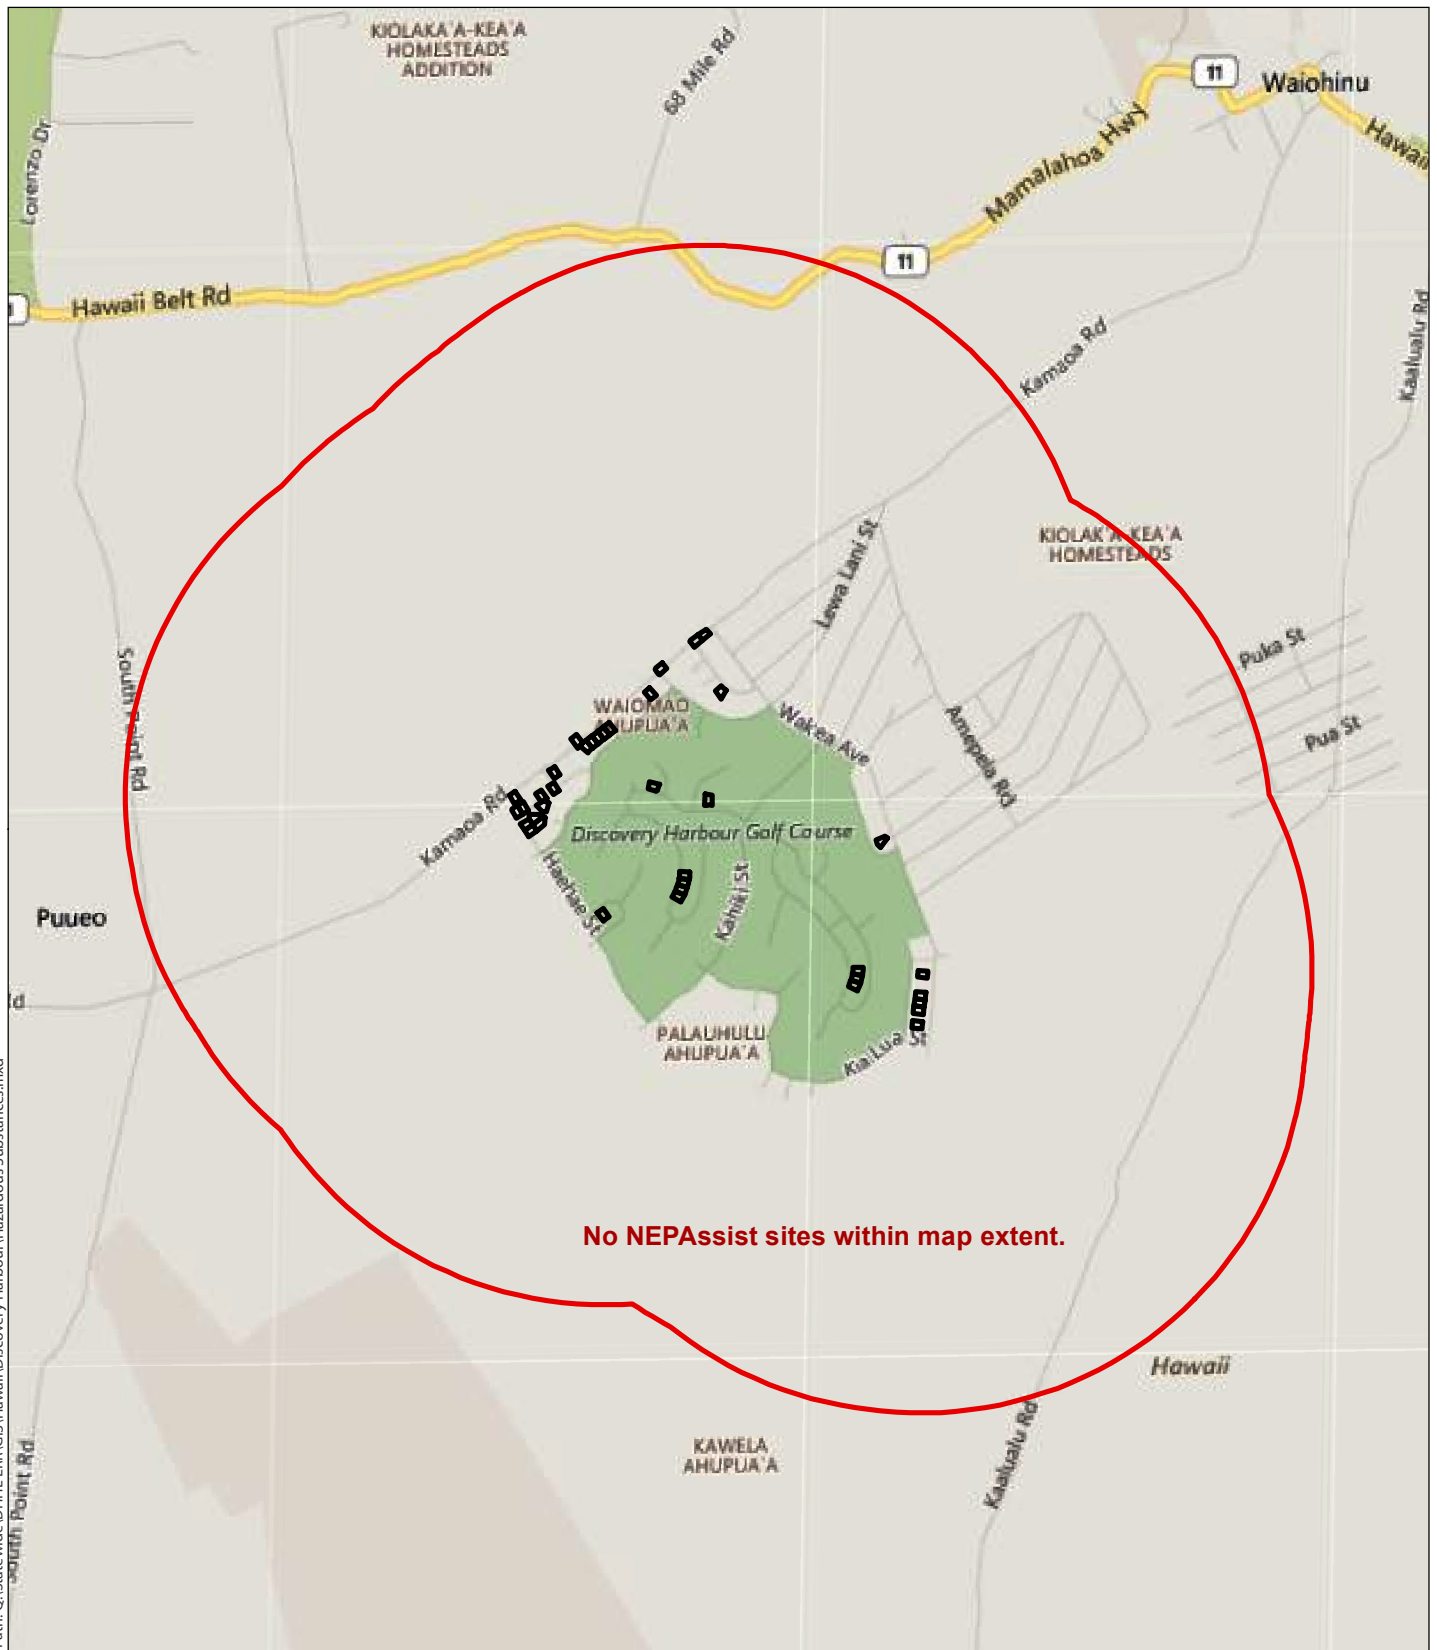 KIOLAKA'A-KEA'A
HOMESTEADS
ADDITION
68 Mile Rd
11
Waiohinu
Hawaii
Mamalahoa Hwy
Lorenzo Dr
11
Hawaii Belt Rd
Kamaoa Rd
Kaalualu Rd
KIOLAK'A-KEA'A
HOMESTEADS
Lewa Lani St
Puka St
South Point Rd
WAIOMAO
AHUPUA'A
Wakea Ave
Amepela Rd
Pua St
Kamaoa Rd
Discovery Harbour Golf Course
Haehae St
Kahiki St
Puueo
PALAUHULU
AHUPUA'A
Kia Lua St
No NEPAssist sites within map extent.
Hawaii
KAWELA
AHUPUA'A
Kaalualu Rd
South Point Rd